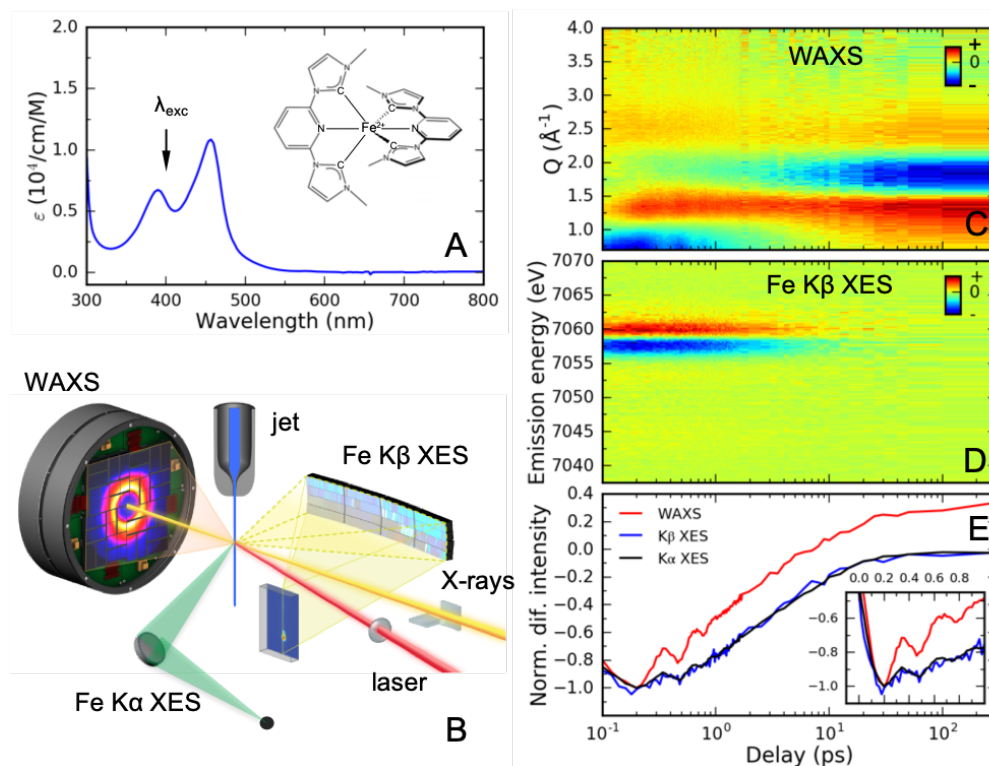 2.0
1.5
1.0
0.5
0.0
ε (10⁻⁴/cm/M)
λexc
N
N
C
N
Fe²⁺
N
C
N
N
N
C
N
C
N
N
A
300 400 500 600 700 800
Wavelength (nm)
WAXS
jet
Fe Kβ XES
X-rays
laser
Fe Kα XES
B
4.0
3.5
3.0
2.5
2.0
1.5
1.0
Q (Å⁻¹)
WAXS
+
0
-
C
7070
7065
7060
7055
7050
7045
7040
Emission energy (eV)
Fe Kβ XES
+
0
-
D
0.4
0.2
0.0
−0.2
−0.4
−0.6
−0.8
−1.0
Norm. dif. intensity
WAXS
Kβ XES
Kα XES
E
0.0 0.2 0.4 0.6 0.8
−0.6
−0.8
−1.0
10⁻¹ 10⁰ 10¹ 10²
Delay (ps)